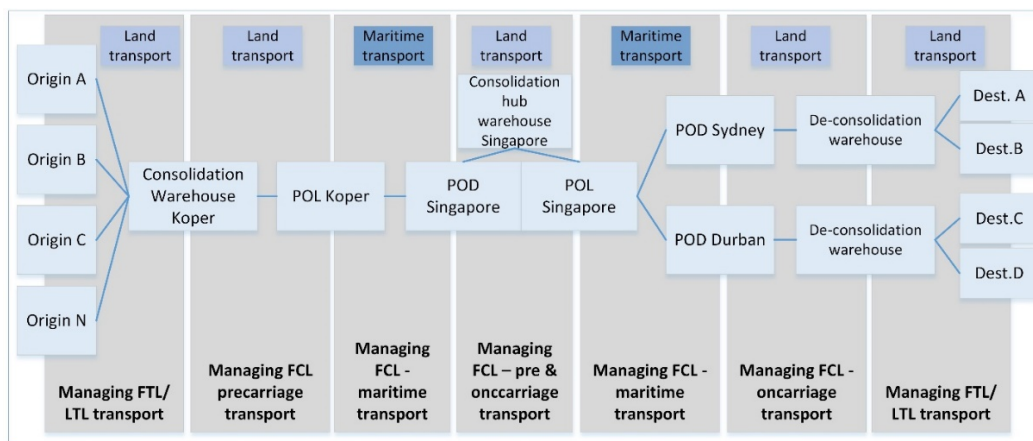 Land
transport
Land
transport
Maritime
transport
Land
transport
Maritime
transport
Land
transport
Land
transport
Origin A
Origin B
Origin C
Origin N
Consolidation
Warehouse
Koper
POL Koper
Consolidation
hub
warehouse
Singapore
POD
Singapore
POL
Singapore
POD Sydney
POD Durban
De-consolidation
warehouse
De-consolidation
warehouse
Dest. A
Dest.B
Dest.C
Dest.D
Managing FTL/
LTL transport
Managing FCL
precarriage
transport
Managing
FCL -
maritime
transport
Managing
FCL – pre &
onccarriage
transport
Managing FCL -
maritime
transport
Managing FCL -
oncarriage
transport
Managing FTL/
LTL transport